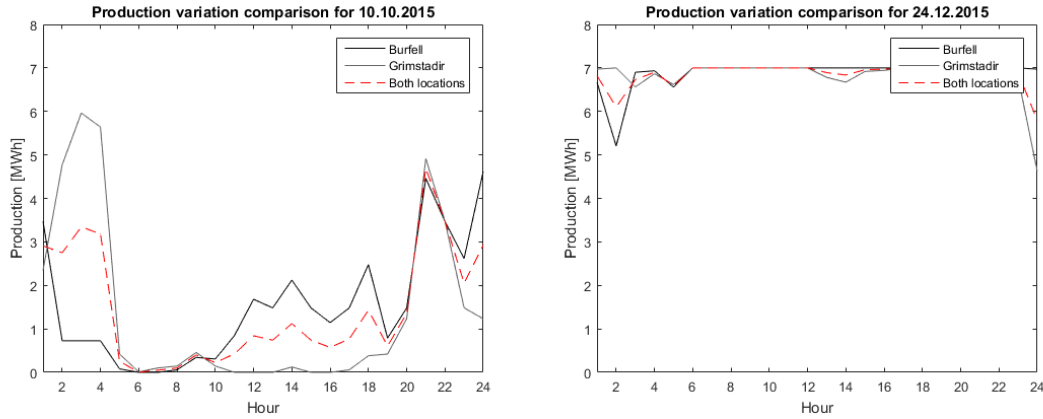 Production variation comparison for 10.10.2015
8
7
6
5
4
3
2
1
0
Production [MWh]
2 4 6 8 10 12 14 16 18 20 22 24
Hour
Burfell
Grimstadir
Both locations
Production variation comparison for 24.12.2015
8
7
6
5
4
3
2
1
0
Production [MWh]
2 4 6 8 10 12 14 16 18 20 22 24
Hour
Burfell
Grimstadir
Both locations